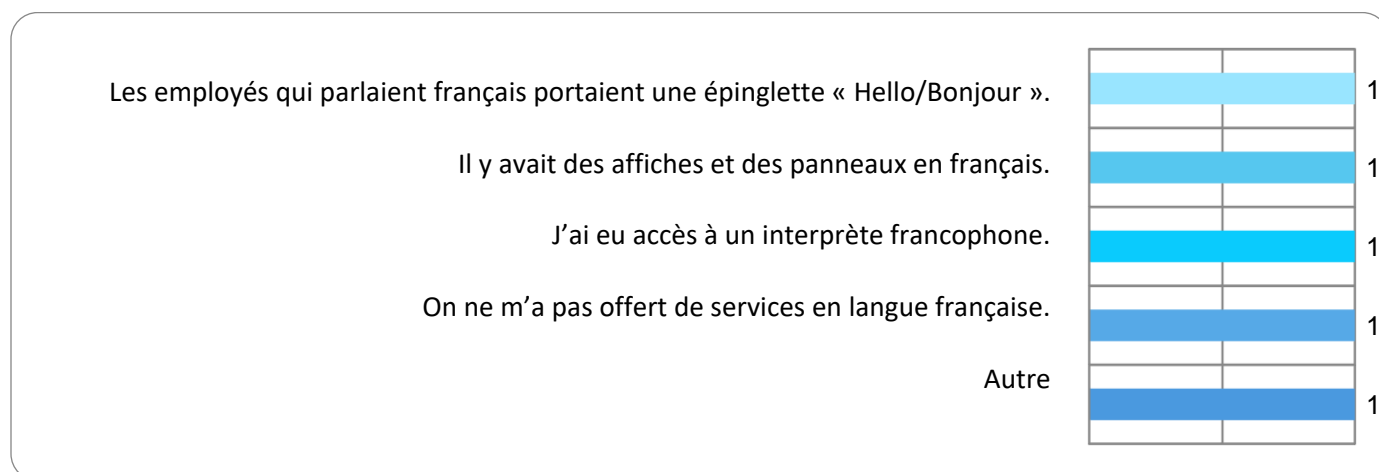 Les employés qui parlaient français portaient une épinglette « Hello/Bonjour ». 1
Il y avait des affiches et des panneaux en français. 1
J’ai eu accès à un interprète francophone. 1
On ne m’a pas offert de services en langue française. 1
Autre 1